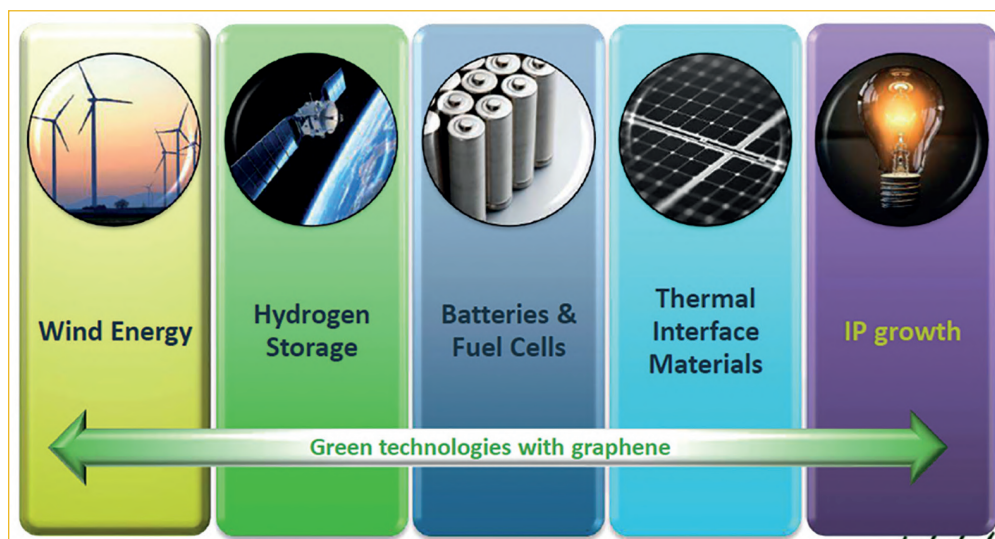 Wind Energy
Hydrogen
Storage
Batteries &
Fuel Cells
Thermal
Interface
Materials
IP growth
Green technologies with graphene